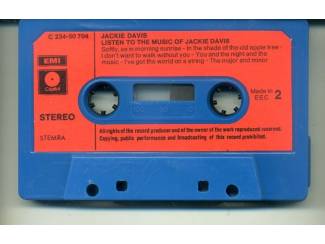 C 234-50 794 JACKIE DAVIS
LISTEN TO THE MUSIC OF JACKIE DAVIS
Softly, as in morning sunrise - In the shade of the old apple tree -
I don't want to walk without you - You and the night and the
music - I've got the world on a string - The major and minor
EMI
Capitol
STEREO
Made in
EEC 2
STEMRA
All rights of the record producer and of the owner of the work reproduced reserved.
Copying, public performance and broadcasting of this record prohibited.